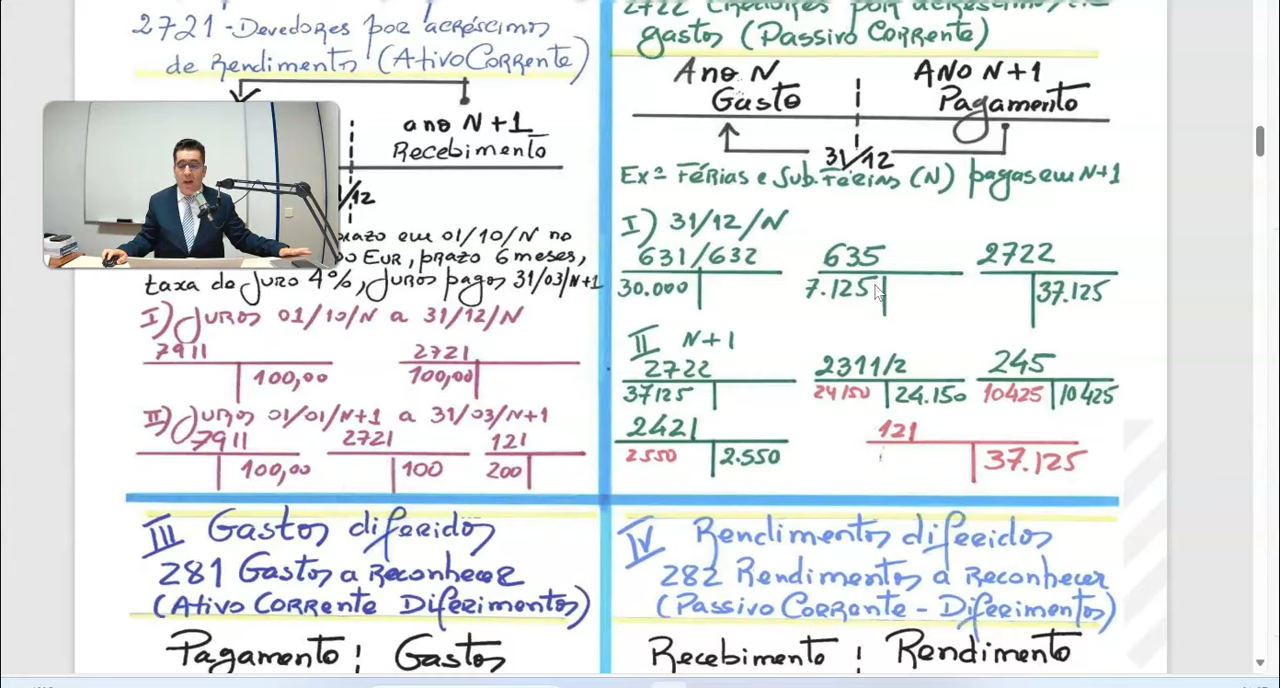 2721 - Devedores por acréscimos
de Rendimentos (Ativo Corrente)
ano N+1
Recebimento
/12
prazo em 01/10/N no
EUR, prazo 6 meses,
taxa de juro 4%, juros pagos 31/03/N+1
I) Juros 01/10/N a 31/12/N
7911 2721
100,00 100,00
II) Juros 01/01/N+1 a 31/03/N+1
7911 2721 121
100,00 100 200
2722 Credores por acréscimos
gastos (Passivo Corrente)
Ano N ANO N+1
Gasto Pagamento
31/12
Exº Férias e Sub. Férias (N) pagas em N+1
I) 31/12/N
631/632 635 2722
30.000 7.125 37.125
II N+1
2722 2311/2 245
37125 24150 24.150 10425 10425
2421 121
2.550 2.550 37.125
III Gastos diferidos
281 Gastos a Reconhecer
(Ativo Corrente Diferimentos)
Pagamento ¦ Gastos
IV Rendimentos diferidos
282 Rendimentos a Reconhecer
(Passivo Corrente - Diferimentos)
Recebimento ¦ Rendimento